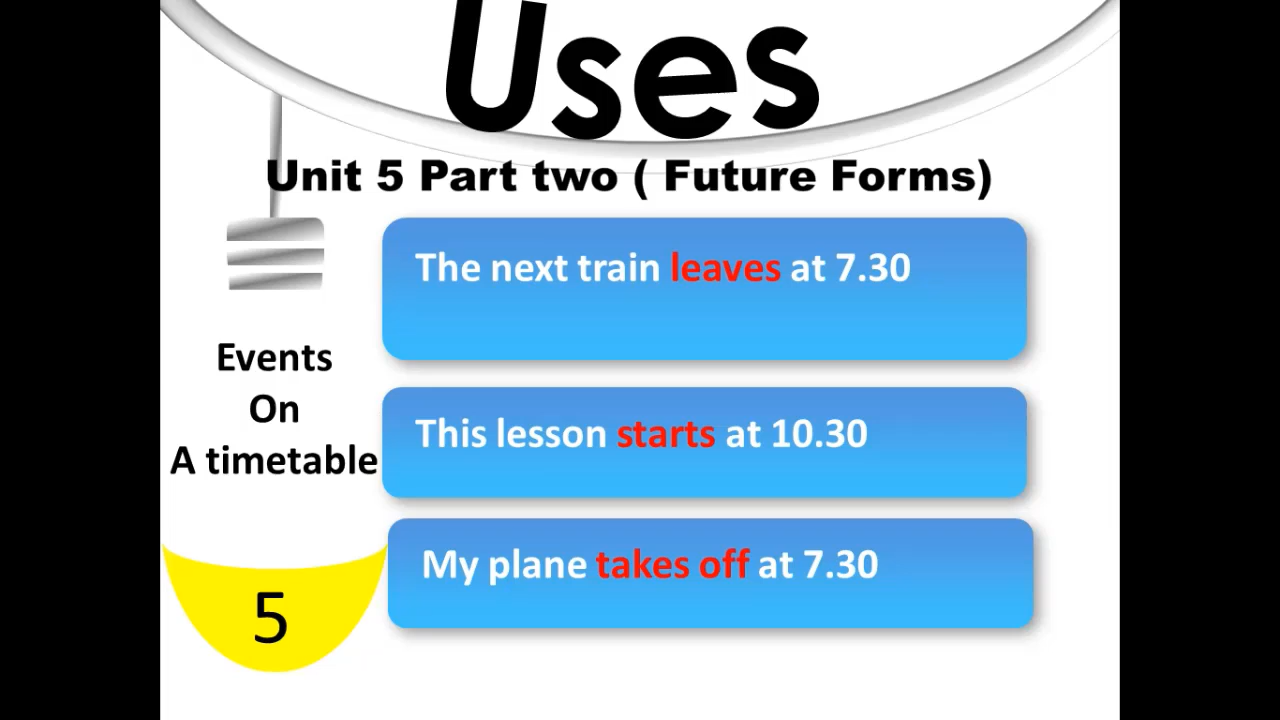 Uses
Unit 5 Part two ( Future Forms)
The next train leaves at 7.30
Events
On
A timetable
This lesson starts at 10.30
My plane takes off at 7.30
5